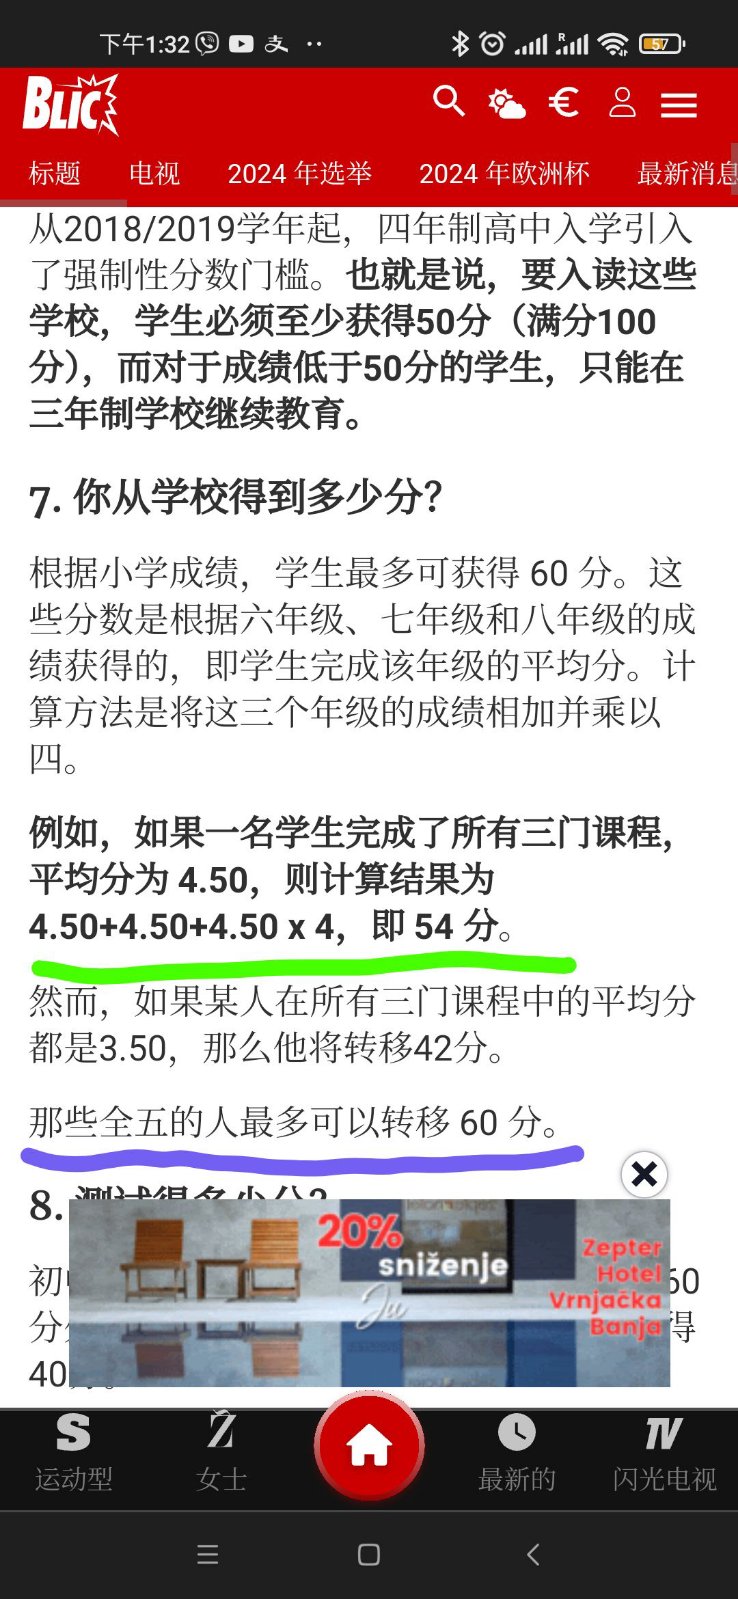 下午1:32
57
BLIC
€
标题 电视 2024 年选举 2024 年欧洲杯 最新消息
从2018/2019学年起，四年制高中入学引入
了强制性分数门槛。也就是说，要入读这些
学校，学生必须至少获得50分（满分100
分），而对于成绩低于50分的学生，只能在
三年制学校继续教育。
7. 你从学校得到多少分？
根据小学成绩，学生最多可获得 60 分。这
些分数是根据六年级、七年级和八年级的成
绩获得的，即学生完成该年级的平均分。计
算方法是将这三个年级的成绩相加并乘以
四。
例如，如果一名学生完成了所有三门课程，
平均分为 4.50，则计算结果为
4.50+4.50+4.50 x 4，即 54 分。
然而，如果某人在所有三门课程中的平均分
都是3.50，那么他将转移42分。
那些全五的人最多可以转移 60 分。
8. 测试得多少分？
20%
sniženje
Zepter
Hotel
Vrnjačka
Banja
初 60
分 得
40
S Ž TV
运动型 女士 最新的 闪光电视